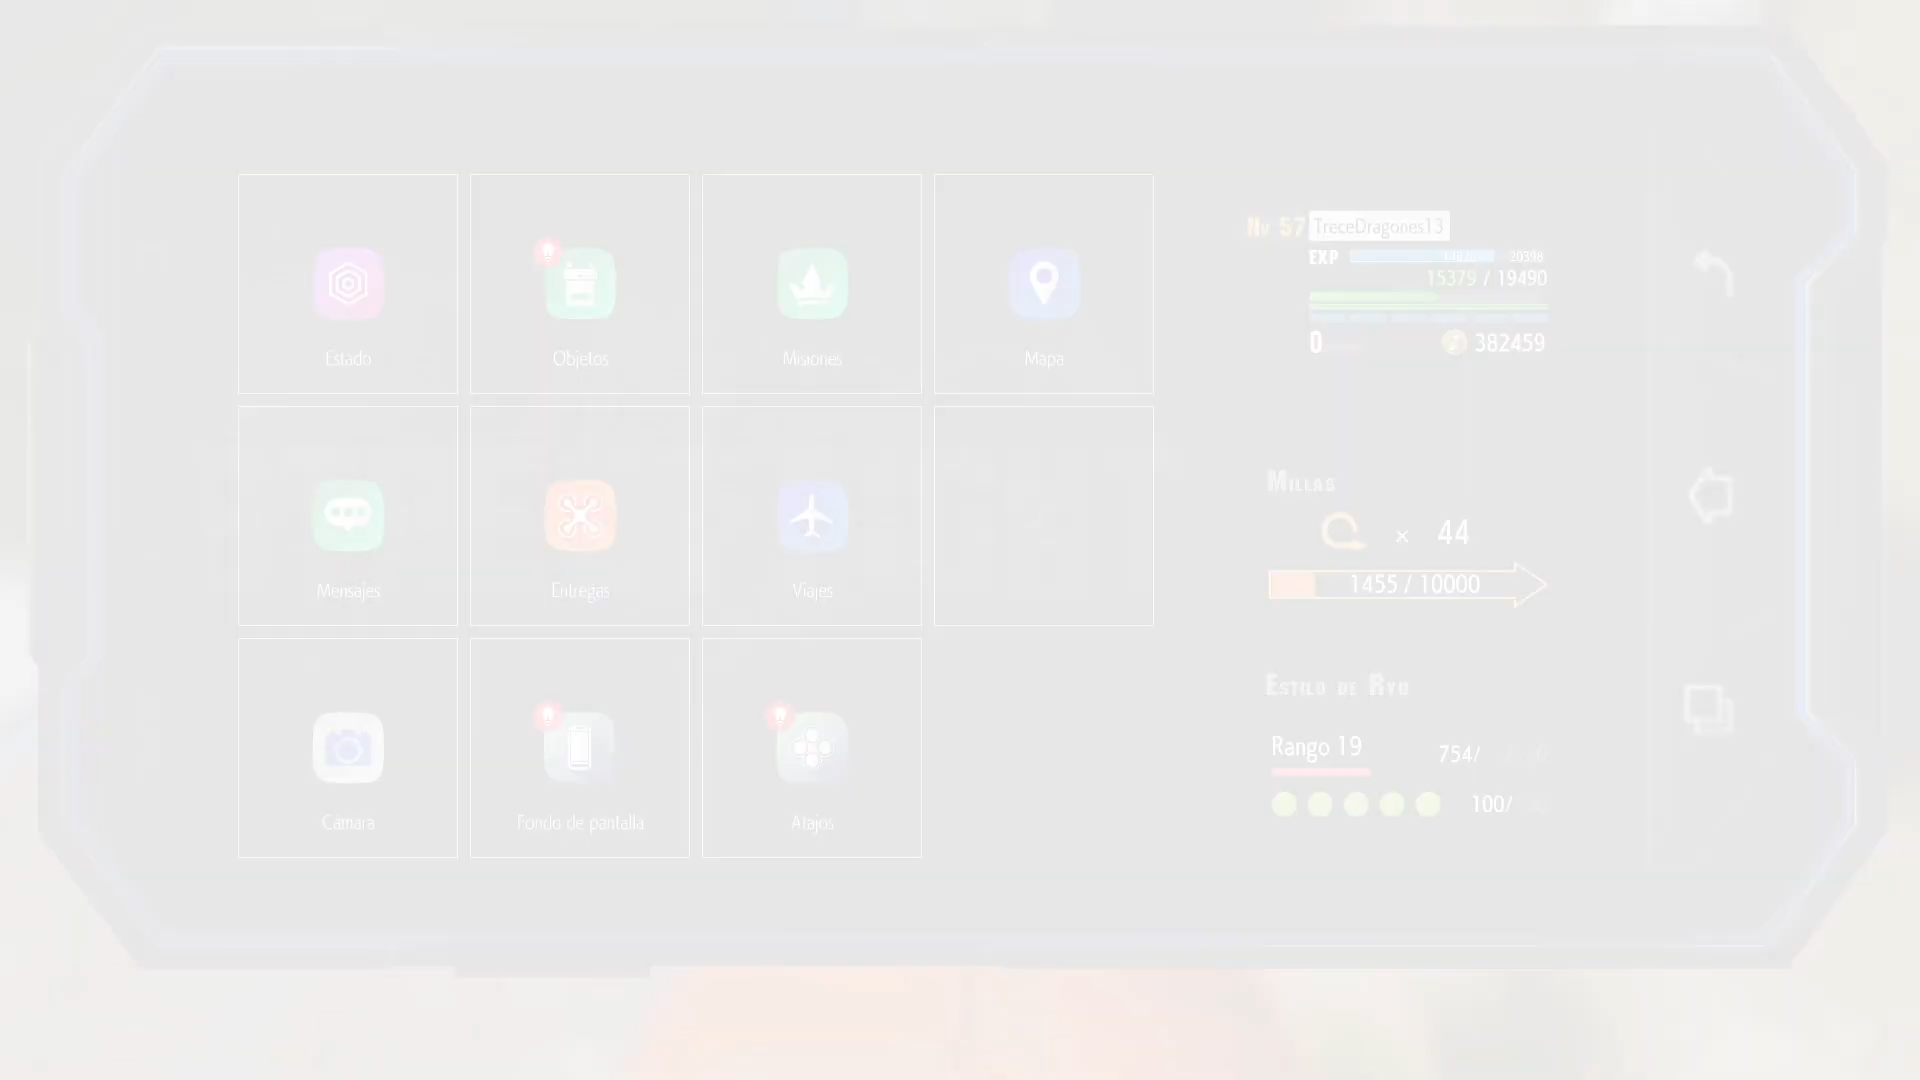 Estado
Objetos
Misiones
Mapa
Mensajes
Entregas
Viajes
Cámara
Fondo de pantalla
Atajos
Nv 57 TreceDragones13
EXP 20398
15379 / 19490
0 Z 382459
Millas
× 44
1455 / 10000
Estilo de Ryu
Rango 19 754/
100/